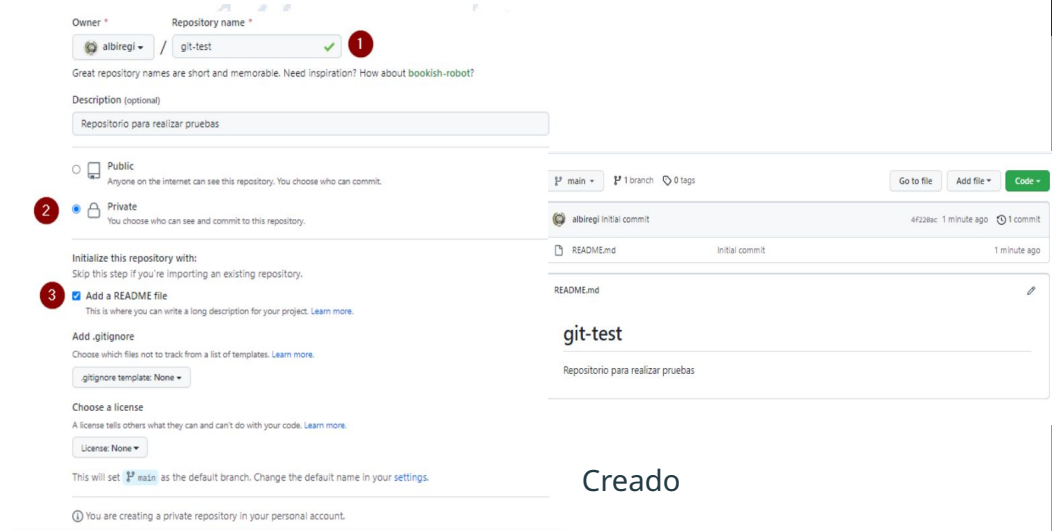 Owner * Repository name *
albiregi / git-test 1
Great repository names are short and memorable. Need inspiration? How about bookish-robot?
Description (optional)
Repositorio para realizar pruebas
Public
Anyone on the internet can see this repository. You choose who can commit.
2 Private
You choose who can see and commit to this repository.
Initialize this repository with:
Skip this step if you're importing an existing repository.
3 Add a README file
This is where you can write a long description for your project. Learn more.
Add .gitignore
Choose which files not to track from a list of templates. Learn more.
.gitignore template: None
Choose a license
A license tells others what they can and can't do with your code. Learn more.
License: None
This will set main as the default branch. Change the default name in your settings.
You are creating a private repository in your personal account.
main 1 branch 0 tags Go to file Add file Code
albiregi Initial commit 4f228ac 1 minute ago 1 commit
README.md Initial commit 1 minute ago
README.md
git-test
Repositorio para realizar pruebas
Creado